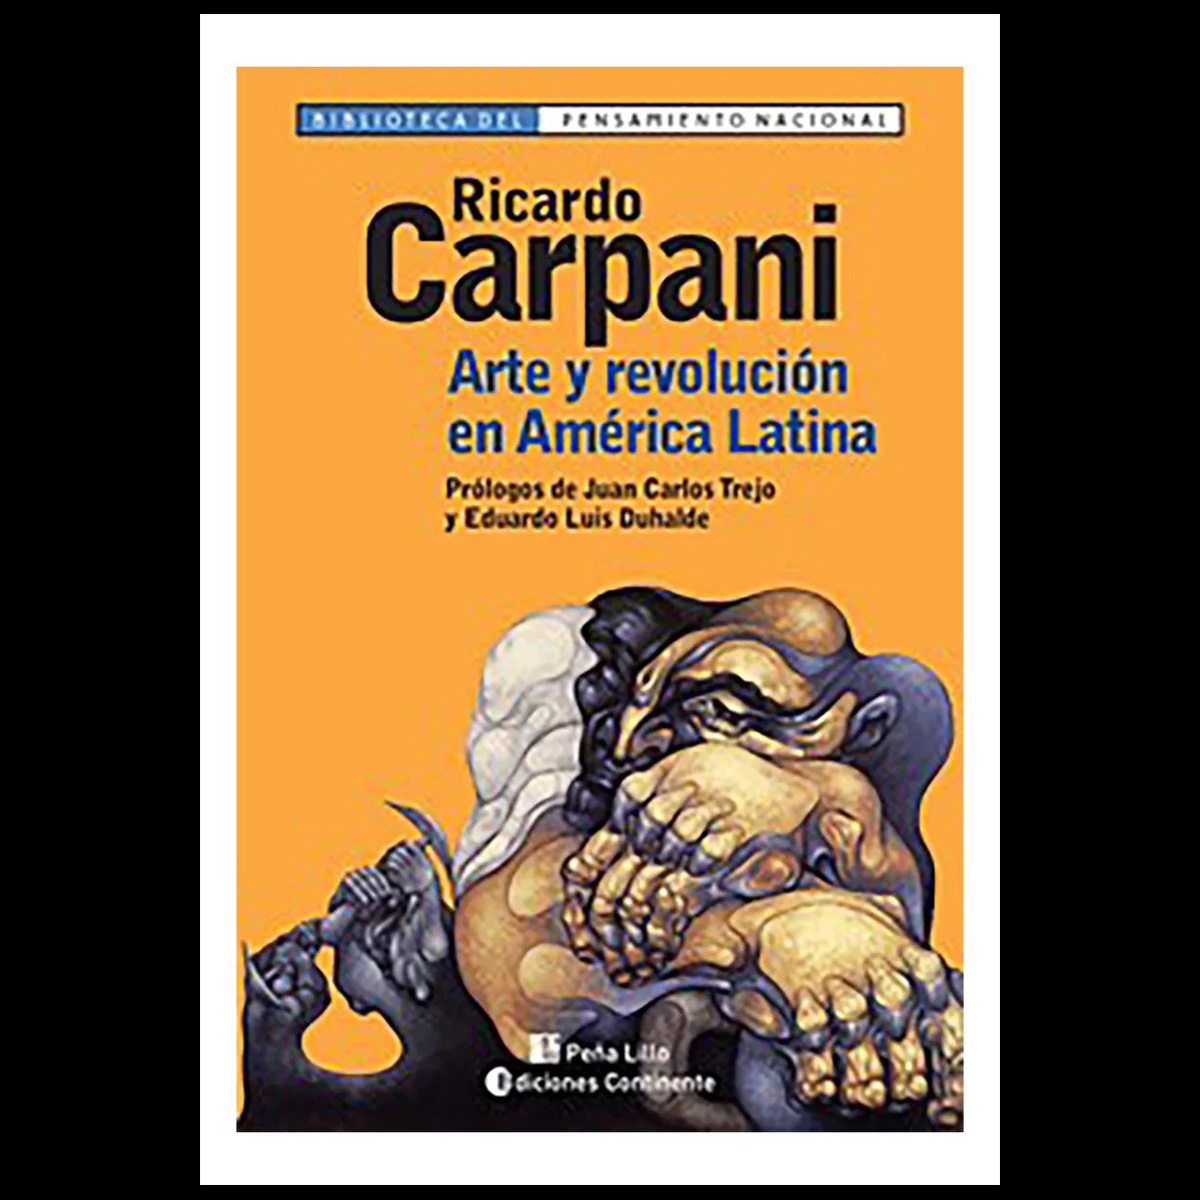 BIBLIOTECA DEL PENSAMIENTO NACIONAL
Ricardo
Carpani
Arte y revolución
en América Latina
Prólogos de Juan Carlos Trejo
y Eduardo Luis Duhalde
Peña Lillo
Ediciones Continente